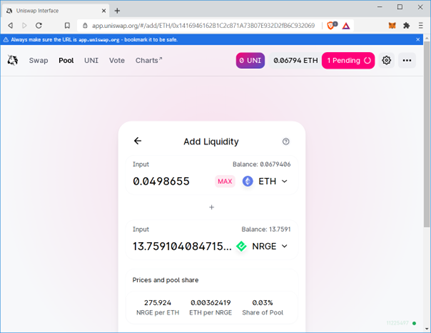 Uniswap Interface
app.uniswap.org/#/add/ETH/0x1416946162B1C2c871A73B07E932D2fB6C932069
Always make sure the URL is app.uniswap.org - bookmark it to be safe.
Swap Pool UNI Vote Charts↗ 0 UNI 0.06794 ETH 1 Pending
Add Liquidity
Input Balance: 0.0679406
0.0498655 MAX ETH
+
Input Balance: 13.7591
13.759104084715... NRGE
Prices and pool share
275.924 0.00362419 0.03%
NRGE per ETH ETH per NRGE Share of Pool